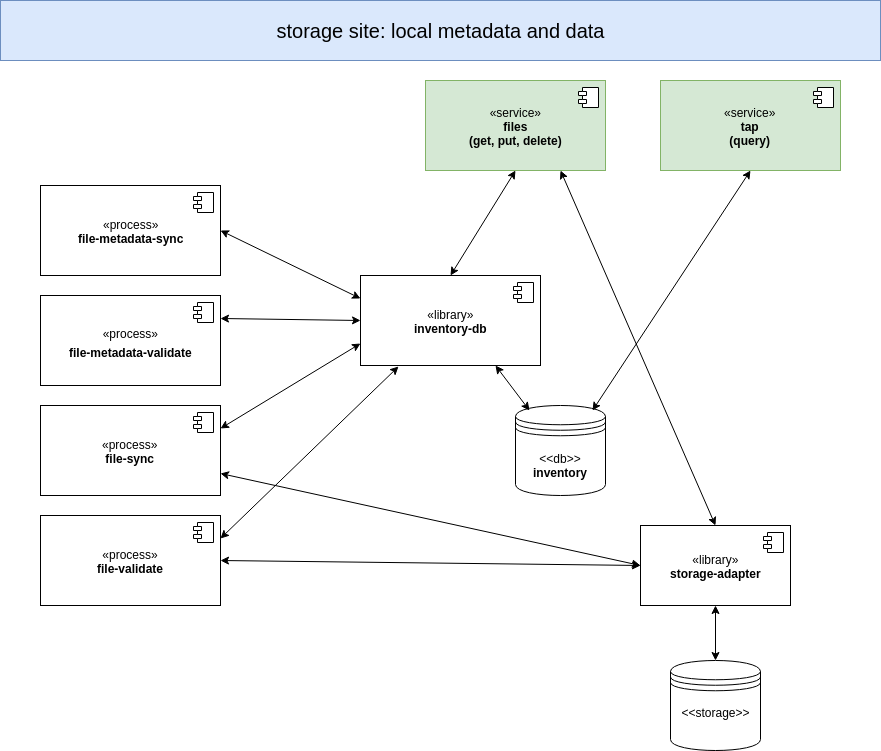 storage site: local metadata and data
«service»
files
(get, put, delete)
«service»
tap
(query)
«process»
file-metadata-sync
«process»
file-metadata-validate
«process»
file-sync
«process»
file-validate
«library»
inventory-db
<<db>>
inventory
«library»
storage-adapter
<<storage>>